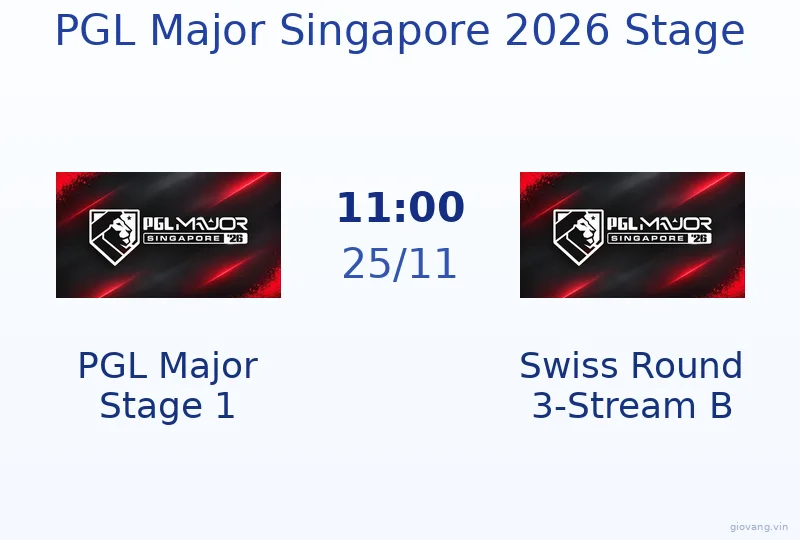 PGL Major Singapore 2026 Stage
PGL MAJOR
SINGAPORE '26
11:00
25/11
PGL MAJOR
SINGAPORE '26
PGL Major
Stage 1
Swiss Round
3-Stream B
giovang.vin